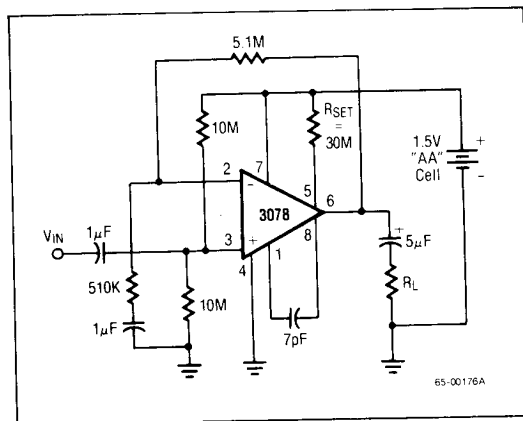 5.1M
10M
RSET
=
30M
1.5V
"AA"
Cell
+
-
2
7
5
6
-
3078
8
VIN
1µF
3
+
4
1
+
5µF
510K
10M
RL
1µF
7pF
65-00176A